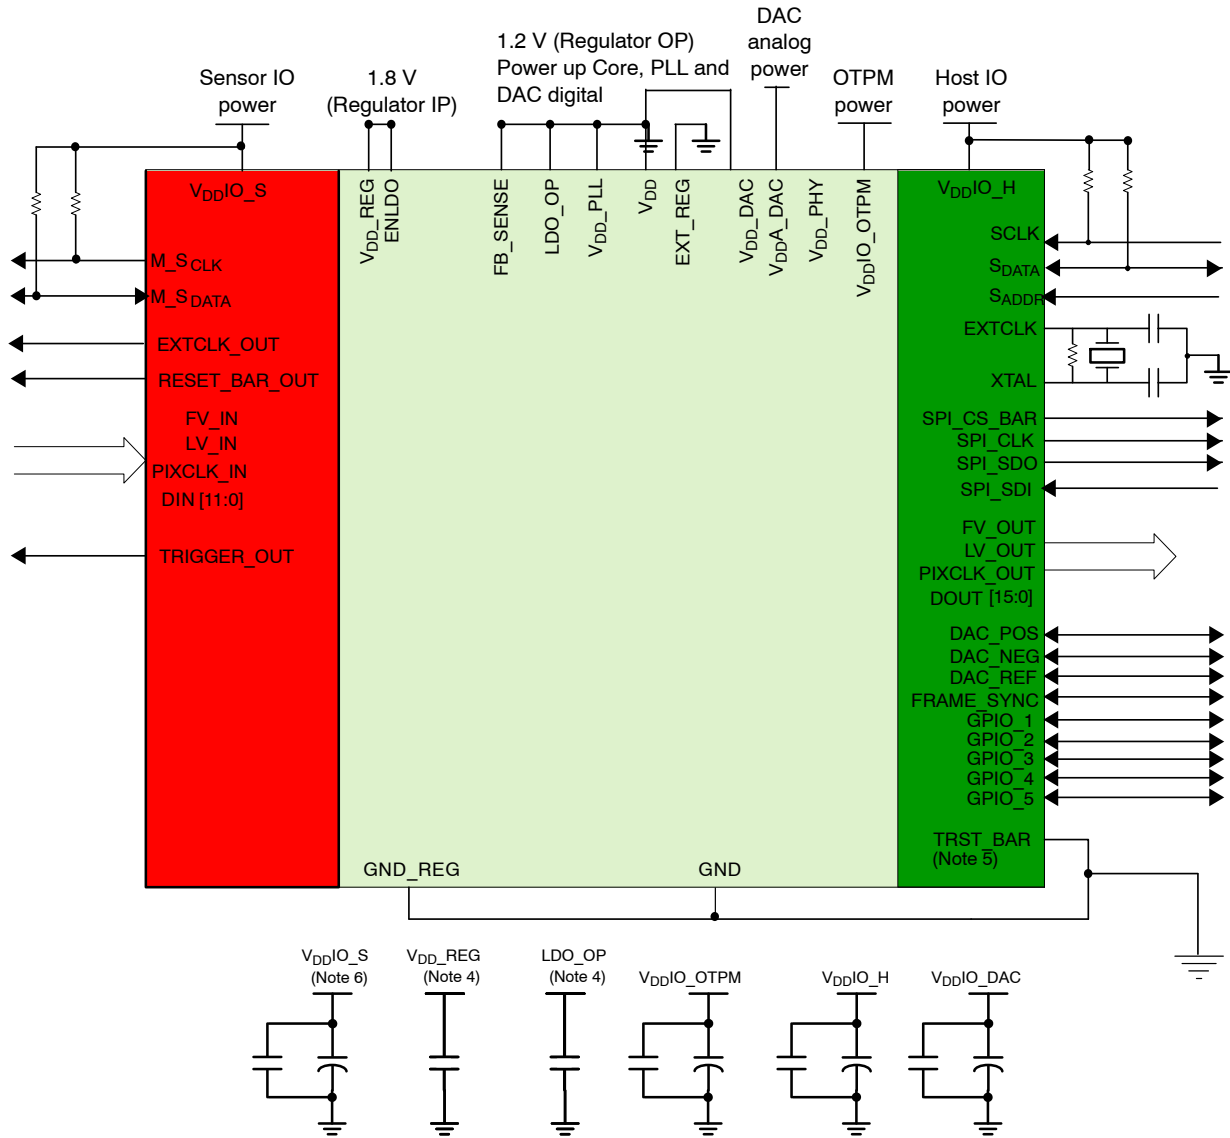 Sensor IO
power
1.8 V
(Regulator IP)
1.2 V (Regulator OP)
Power up Core, PLL and
DAC digital
DAC
analog
power
OTPM
power
Host IO
power
VDDIO_S
VDD_REG
ENLDO
FB_SENSE
LDO_OP
VDD_PLL
VDD
EXT_REG
VDD_DAC
VDDA_DAC
VDD_PHY
VDDIO_OTPM
VDDIO_H
M_SCLK
M_SDATA
EXTCLK_OUT
RESET_BAR_OUT
FV_IN
LV_IN
PIXCLK_IN
DIN [11:0]
TRIGGER_OUT
SCLK
SDATA
SADDR
EXTCLK
XTAL
SPI_CS_BAR
SPI_CLK
SPI_SDO
SPI_SDI
FV_OUT
LV_OUT
PIXCLK_OUT
DOUT [15:0]
DAC_POS
DAC_NEG
DAC_REF
FRAME_SYNC
GPIO_1
GPIO_2
GPIO_3
GPIO_4
GPIO_5
TRST_BAR
(Note 5)
GND_REG
GND
VDDIO_S
(Note 6)
VDD_REG
(Note 4)
LDO_OP
(Note 4)
VDDIO_OTPM
VDDIO_H
VDDIO_DAC